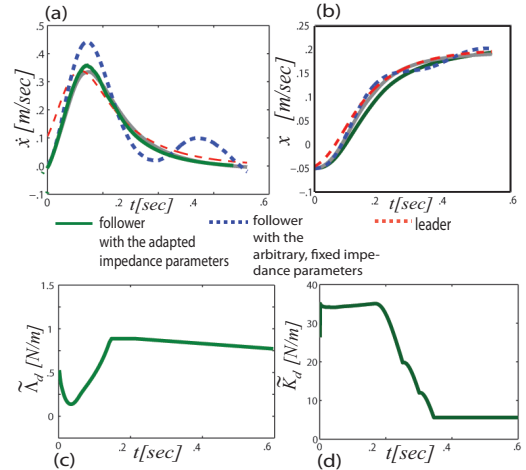 (a)
(b)
.5
.4
.3
.2
.1
.0
-.1
ẋ [m/sec]
.2
.4
.6
t[sec]
.25
.2
.15
.1
.05
0
-.05
-.1
x [m/sec]
.2
.4
.6
t[sec]
follower
with the adapted
impedance parameters
follower
with the
arbitrary, fixed impe-
dance parameters
leader
1.5
1
0.5
0
Λ̃d [N/m]
.2
.4
.6
t[sec]
(c)
40
30
20
10
0
K̃d [N/m]
.2
.4
.6
t[sec]
(d)